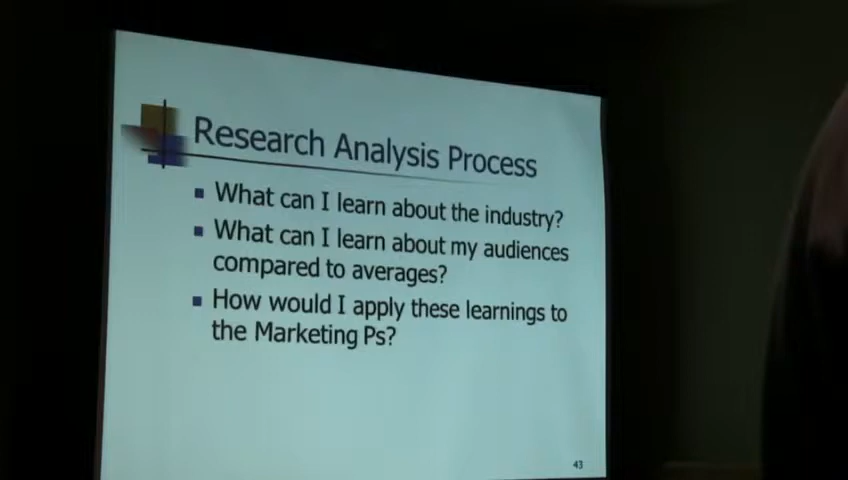 Research Analysis Process
What can I learn about the industry?
What can I learn about my audiences
compared to averages?
How would I apply these learnings to
the Marketing Ps?
43